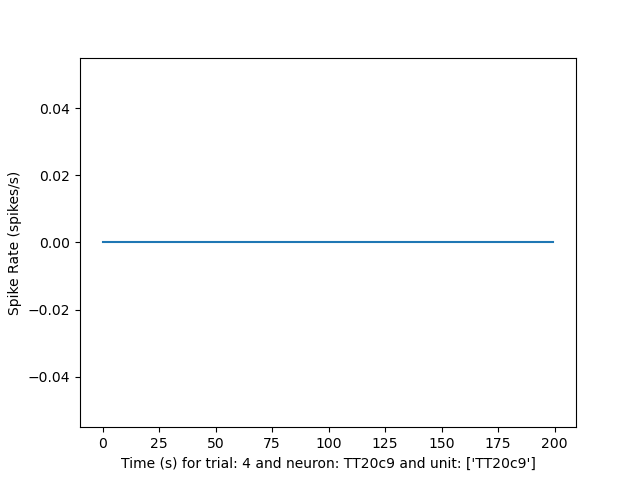 0.04
0.02
0.00
−0.02
−0.04
Spike Rate (spikes/s)
0 25 50 75 100 125 150 175 200
Time (s) for trial: 4 and neuron: TT20c9 and unit: ['TT20c9']